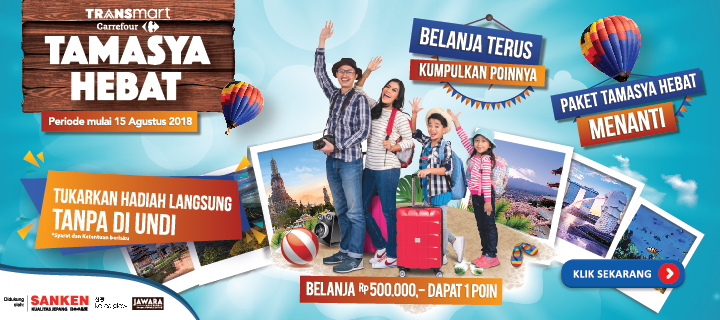 TRANSmart
Carrefour
TAMASYA
HEBAT
Periode mulai 15 Agustus 2018
BELANJA TERUS
KUMPULKAN POINNYA
PAKET TAMASYA HEBAT
MENANTI
TUKARKAN HADIAH LANGSUNG
TANPA DI UNDI
*Syarat dan Ketentuan berlaku
BELANJA Rp500.000,- DAPAT 1 POIN
KLIK SEKARANG
Didukung
oleh:
SANKEN
KUALITAS JEPANG
JAWARA